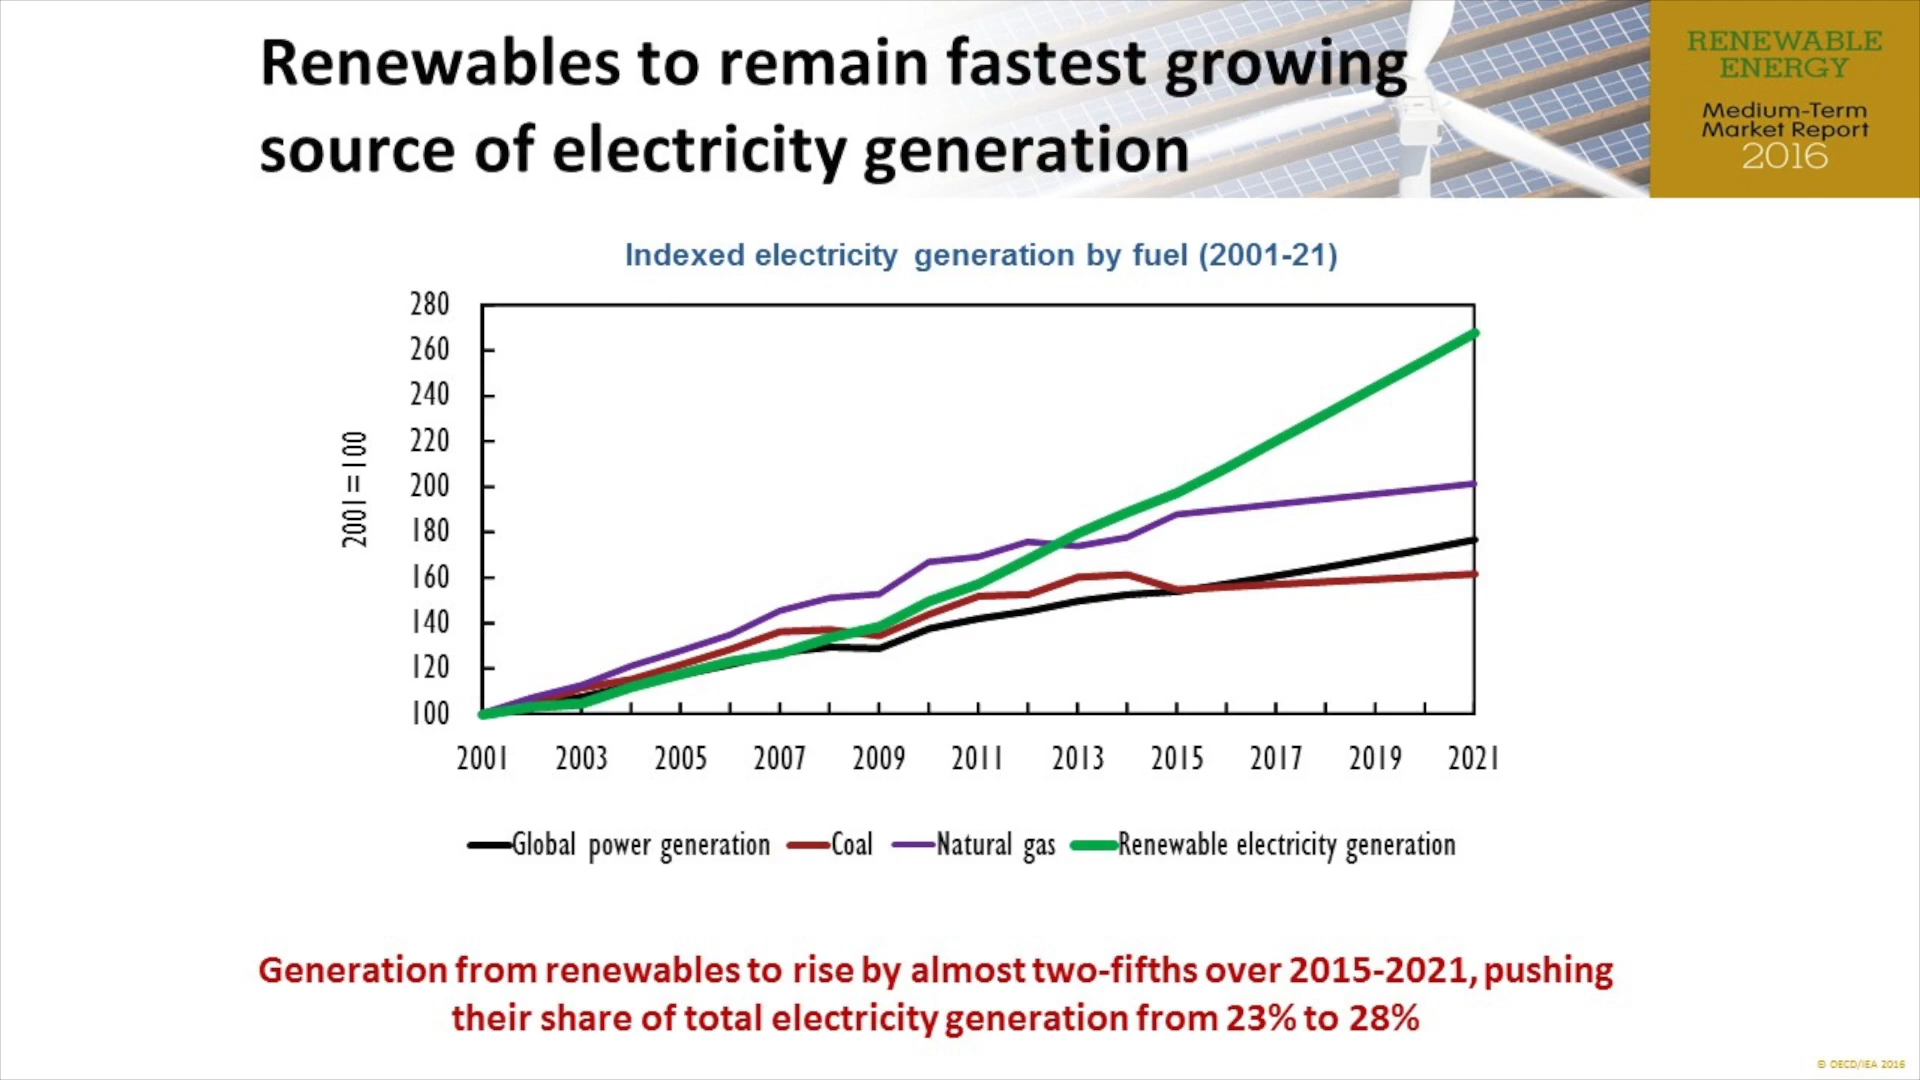 Renewables to remain fastest growing
source of electricity generation
RENEWABLE
ENERGY
Medium-Term
Market Report
2016
Indexed electricity generation by fuel (2001-21)
2001 = 100
280
260
240
220
200
180
160
140
120
100
2001 2003 2005 2007 2009 2011 2013 2015 2017 2019 2021
Global power generation Coal Natural gas Renewable electricity generation
Generation from renewables to rise by almost two-fifths over 2015-2021, pushing
their share of total electricity generation from 23% to 28%
© OECD/IEA 2016